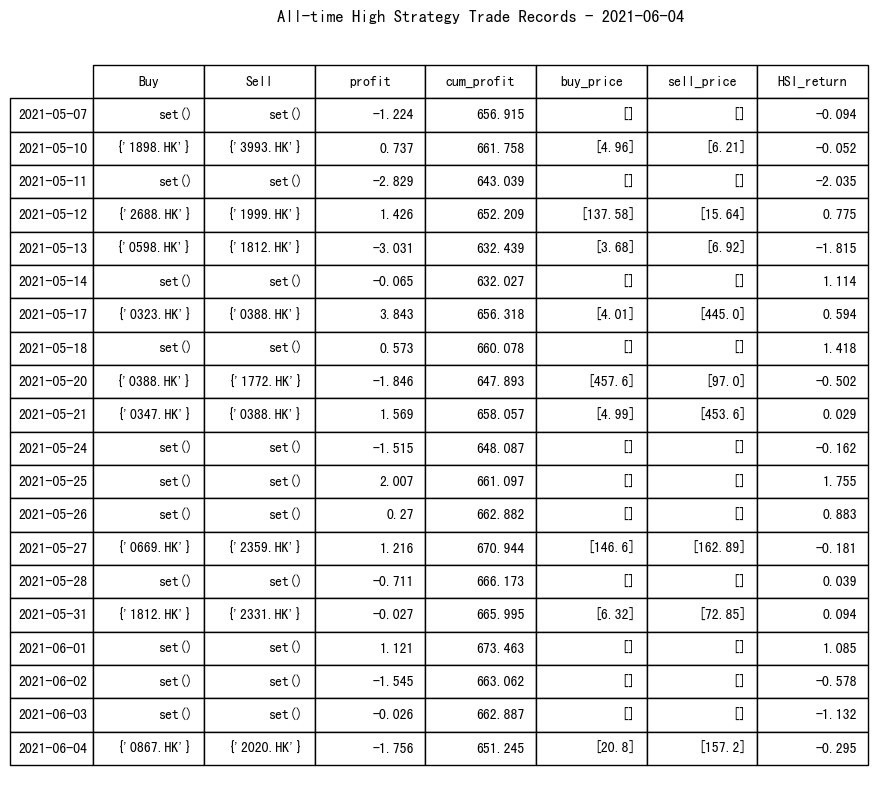 All-time High Strategy Trade Records - 2021-06-04
Buy Sell profit cum_profit buy_price sell_price HSI_return
2021-05-07 set() set() -1.224 656.915 [] [] -0.094
2021-05-10 {'1898.HK'} {'3993.HK'} 0.737 661.758 [4.96] [6.21] -0.052
2021-05-11 set() set() -2.829 643.039 [] [] -2.035
2021-05-12 {'2688.HK'} {'1999.HK'} 1.426 652.209 [137.58] [15.64] 0.775
2021-05-13 {'0598.HK'} {'1812.HK'} -3.031 632.439 [3.68] [6.92] -1.815
2021-05-14 set() set() -0.065 632.027 [] [] 1.114
2021-05-17 {'0323.HK'} {'0388.HK'} 3.843 656.318 [4.01] [445.0] 0.594
2021-05-18 set() set() 0.573 660.078 [] [] 1.418
2021-05-20 {'0388.HK'} {'1772.HK'} -1.846 647.893 [457.6] [97.0] -0.502
2021-05-21 {'0347.HK'} {'0388.HK'} 1.569 658.057 [4.99] [453.6] 0.029
2021-05-24 set() set() -1.515 648.087 [] [] -0.162
2021-05-25 set() set() 2.007 661.097 [] [] 1.755
2021-05-26 set() set() 0.27 662.882 [] [] 0.883
2021-05-27 {'0669.HK'} {'2359.HK'} 1.216 670.944 [146.6] [162.89] -0.181
2021-05-28 set() set() -0.711 666.173 [] [] 0.039
2021-05-31 {'1812.HK'} {'2331.HK'} -0.027 665.995 [6.32] [72.85] 0.094
2021-06-01 set() set() 1.121 673.463 [] [] 1.085
2021-06-02 set() set() -1.545 663.062 [] [] -0.578
2021-06-03 set() set() -0.026 662.887 [] [] -1.132
2021-06-04 {'0867.HK'} {'2020.HK'} -1.756 651.245 [20.8] [157.2] -0.295